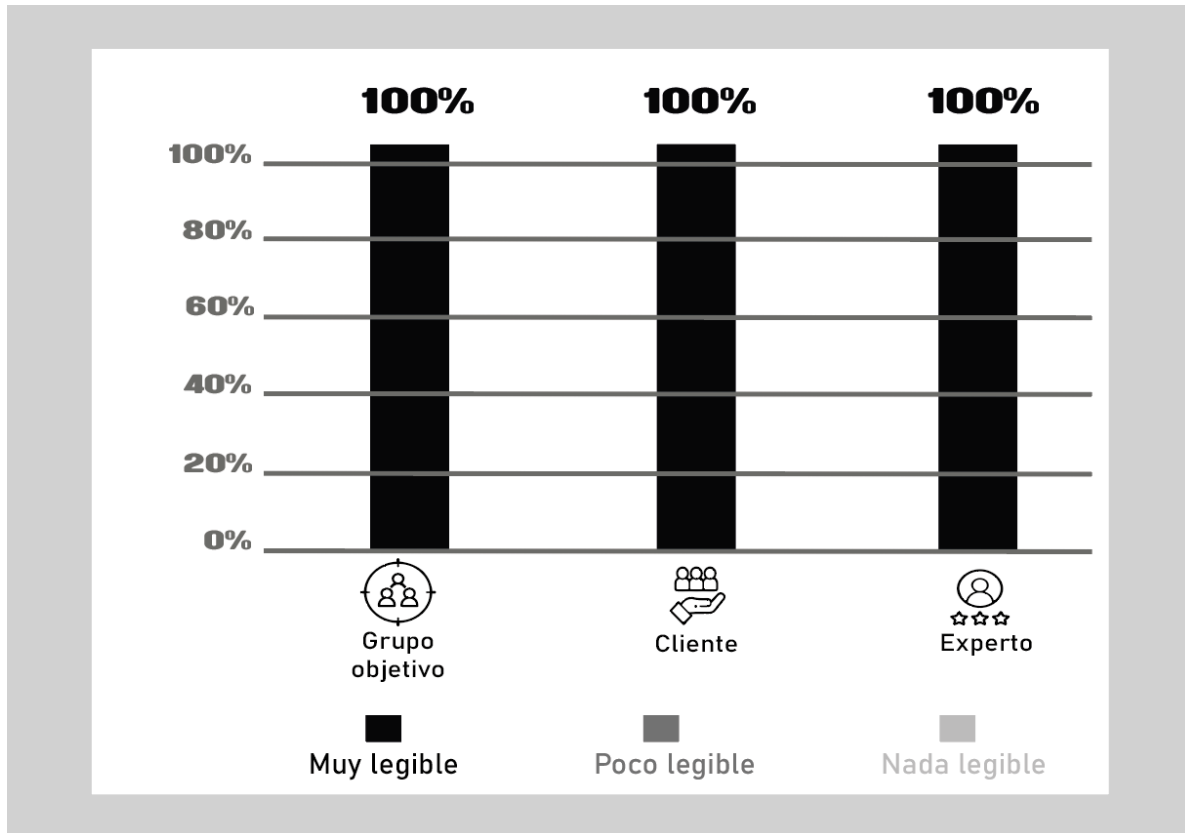 100% 100% 100%
100%
80%
60%
40%
20%
0%
Grupo
objetivo
Cliente
Experto
Muy legible
Poco legible
Nada legible